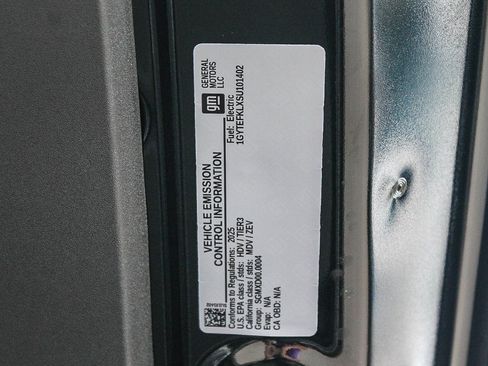 gm
GENERAL
MOTORS
LLC
VEHICLE EMISSION
CONTROL INFORMATION
Fuel: Electric
1GYTEFKLXSU101402
Conforms to Regulations: 2025
U.S. EPA class / stds: HDV / TIER3
California class / stds: MDV / ZEV
Group: SGMXD00.0004
Evap: N/A
CA OBD: N/A